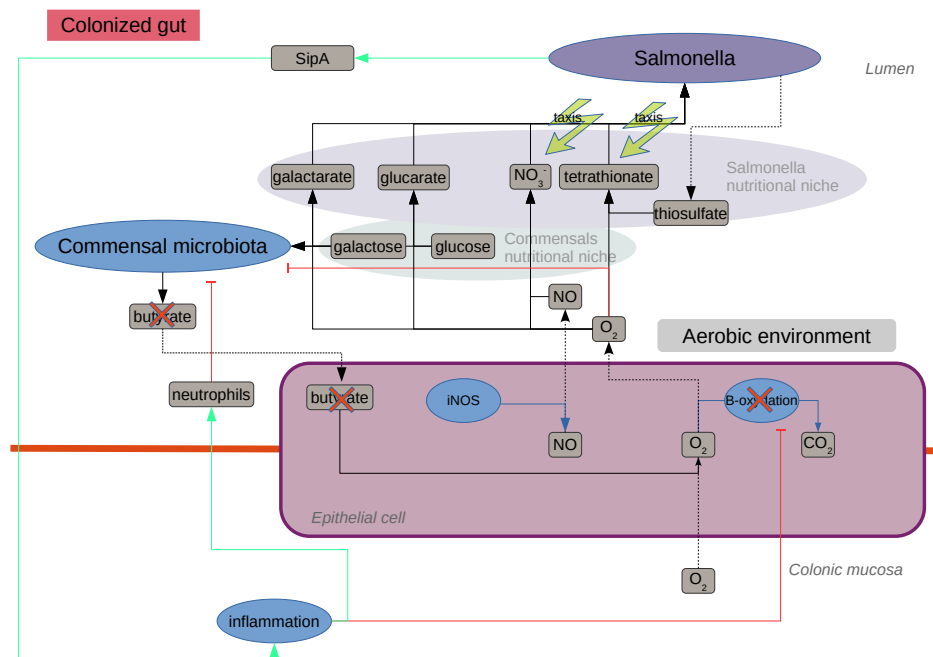 Colonized gut
SipA
Salmonella
Lumen
taxis
taxis
galactarate
glucarate
NO3-
tetrathionate
Salmonella
nutritional niche
thiosulfate
Commensal microbiota
galactose
glucose
Commensals
nutritional niche
butyrate
NO
O2
Aerobic environment
neutrophils
butyrate
iNOS
B-oxydation
NO
O2
CO2
Epithelial cell
O2
Colonic mucosa
inflammation